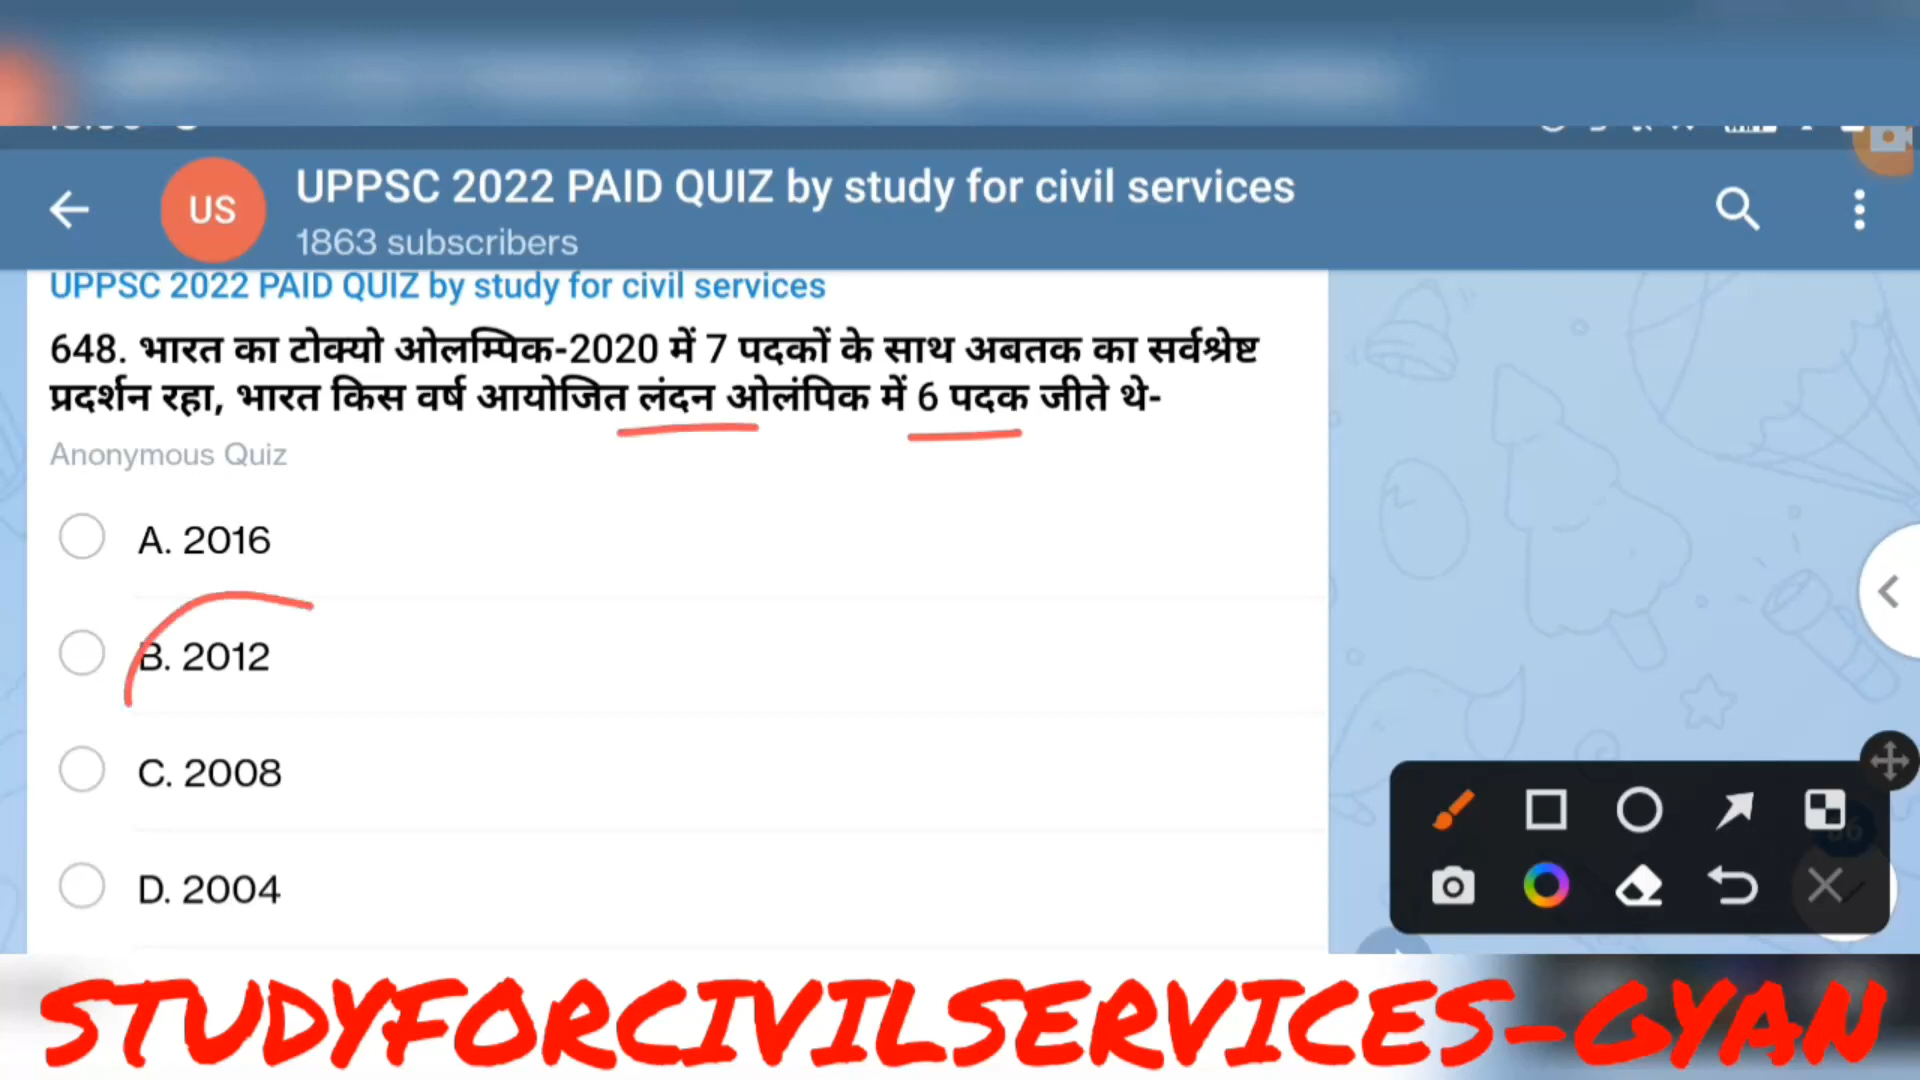 UPPSC 2022 PAID QUIZ by study for civil services
US
1863 subscribers
UPPSC 2022 PAID QUIZ by study for civil services
648. भारत का टोक्यो ओलम्पिक-2020 में 7 पदकों के साथ अबतक का सर्वश्रेष्ट
प्रदर्शन रहा, भारत किस वर्ष आयोजित लंदन ओलंपिक में 6 पदक जीते थे-
Anonymous Quiz
A. 2016
B. 2012
C. 2008
D. 2004
STUDYFORCIVILSERVICES-GYAN